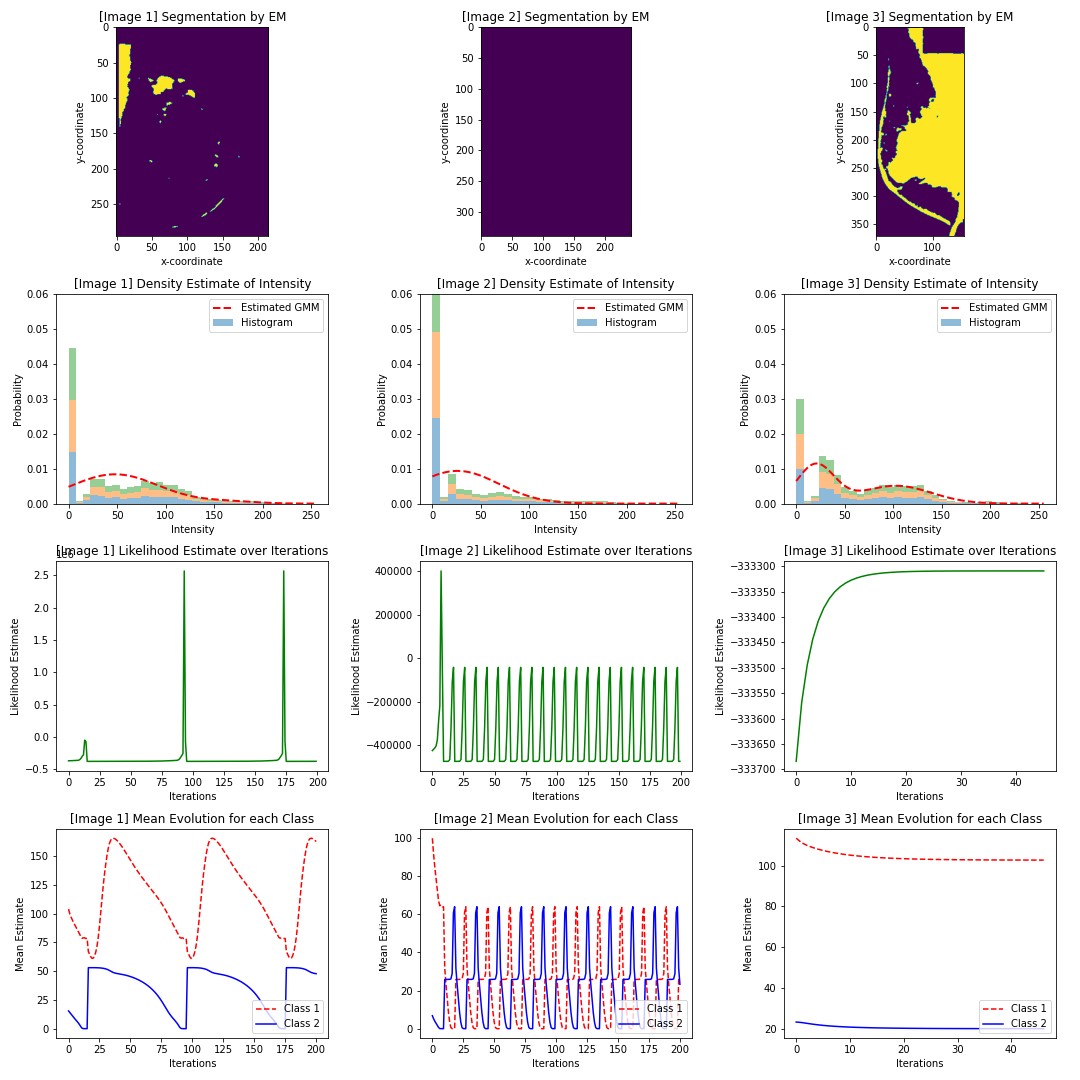 [Image 1] Segmentation by EM
0
50
100
150
200
250
y-coordinate
0 50 100 150 200
x-coordinate
[Image 2] Segmentation by EM
0
50
100
150
200
250
300
y-coordinate
0 50 100 150 200
x-coordinate
[Image 3] Segmentation by EM
0
50
100
150
200
250
300
350
y-coordinate
0 100
x-coordinate
[Image 1] Density Estimate of Intensity
0.06
0.05
0.04
0.03
0.02
0.01
0.00
Probability
Estimated GMM
Histogram
0 50 100 150 200 250
Intensity
[Image 2] Density Estimate of Intensity
0.06
0.05
0.04
0.03
0.02
0.01
0.00
Probability
Estimated GMM
Histogram
0 50 100 150 200 250
Intensity
[Image 3] Density Estimate of Intensity
0.06
0.05
0.04
0.03
0.02
0.01
0.00
Probability
Estimated GMM
Histogram
0 50 100 150 200 250
Intensity
[Image 1] Likelihood Estimate over Iterations
1e6
2.5
2.0
1.5
1.0
0.5
0.0
−0.5
Likelihood Estimate
0 25 50 75 100 125 150 175 200
Iterations
[Image 2] Likelihood Estimate over Iterations
400000
200000
0
−200000
−400000
Likelihood Estimate
0 25 50 75 100 125 150 175 200
Iterations
[Image 3] Likelihood Estimate over Iterations
−333300
−333350
−333400
−333450
−333500
−333550
−333600
−333650
−333700
Likelihood Estimate
0 10 20 30 40
Iterations
[Image 1] Mean Evolution for each Class
150
125
100
75
50
25
0
Mean Estimate
Class 1
Class 2
0 25 50 75 100 125 150 175 200
Iterations
[Image 2] Mean Evolution for each Class
100
80
60
40
20
0
Mean Estimate
Class 1
Class 2
0 25 50 75 100 125 150 175 200
Iterations
[Image 3] Mean Evolution for each Class
100
80
60
40
20
Mean Estimate
Class 1
Class 2
0 10 20 30 40
Iterations